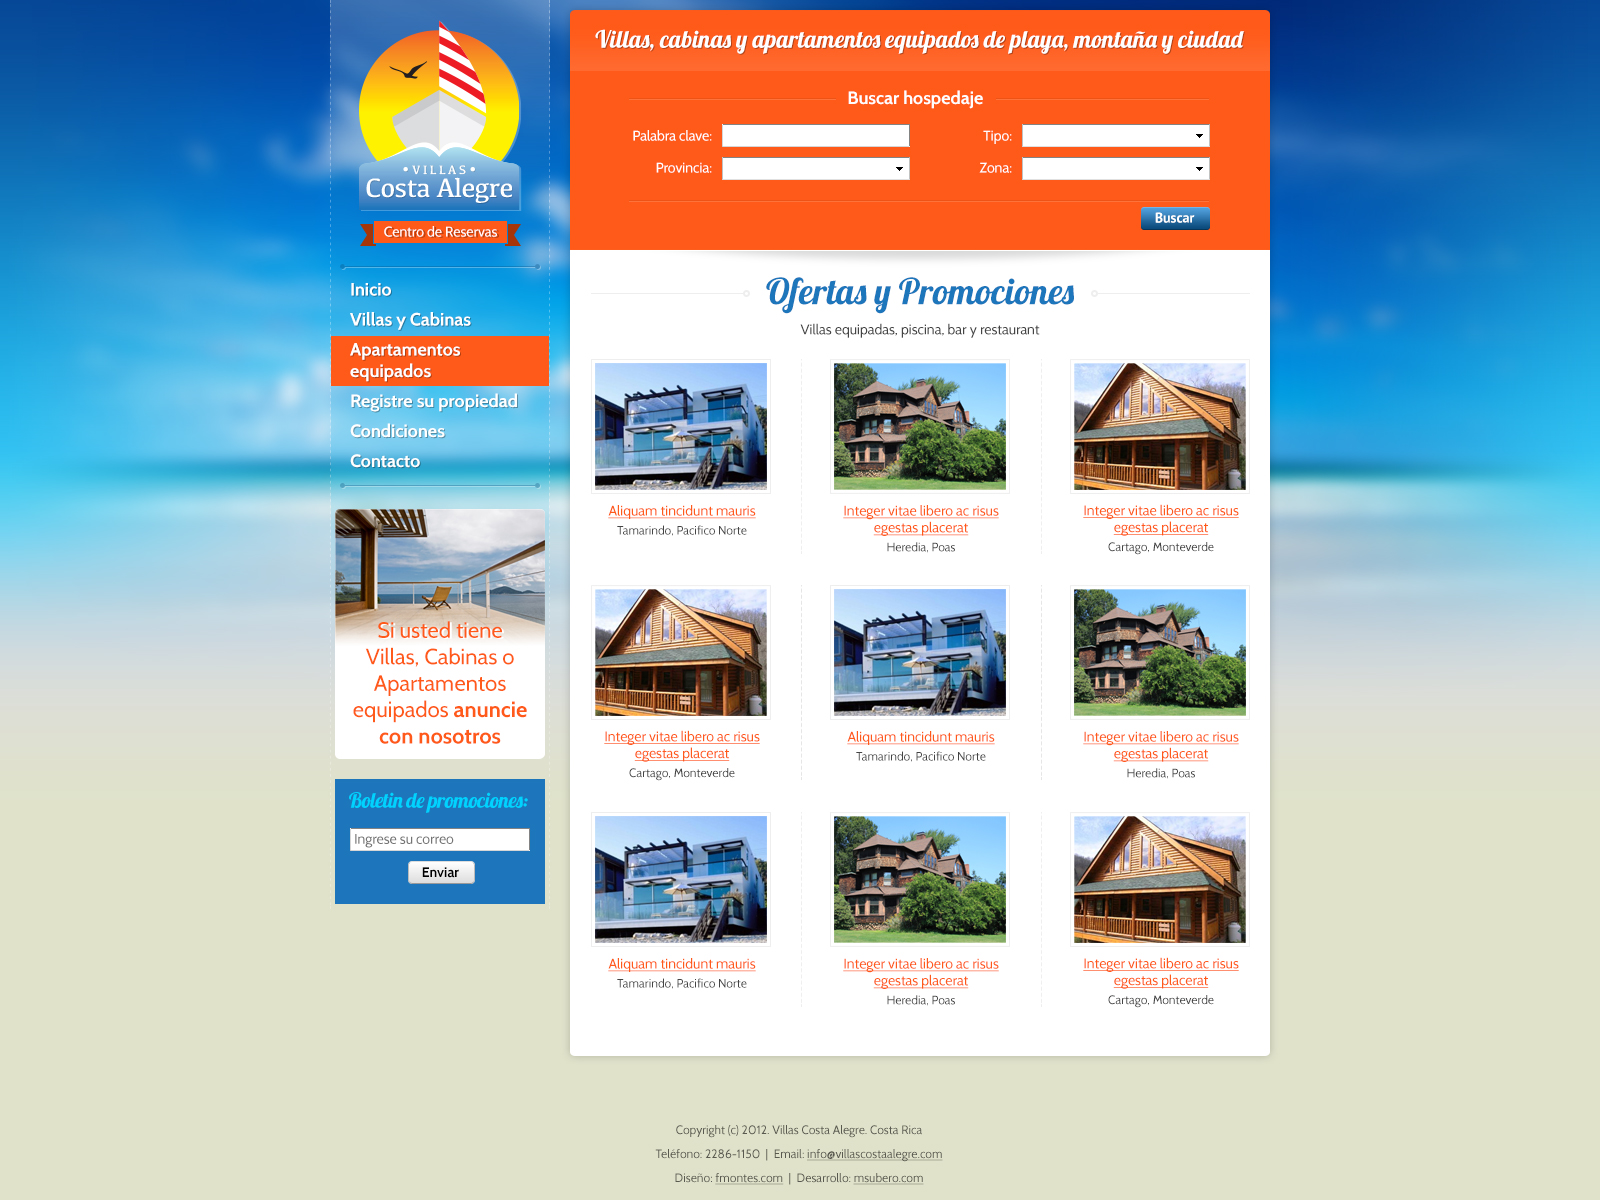 • VILLAS •
Costa Alegre
Centro de Reservas
Inicio
Villas y Cabinas
Apartamentos
equipados
Registre su propiedad
Condiciones
Contacto
Si usted tiene
Villas, Cabinas o
Apartamentos
equipados anuncie
con nosotros
Boletin de promociones:
Ingrese su correo
Enviar
Villas, cabinas y apartamentos equipados de playa, montaña y ciudad
Buscar hospedaje
Palabra clave:
Tipo:
Provincia:
Zona:
Buscar
Ofertas y Promociones
Villas equipadas, piscina, bar y restaurant
Aliquam tincidunt mauris
Tamarindo, Pacifico Norte
Integer vitae libero ac risus
egestas placerat
Heredia, Poas
Integer vitae libero ac risus
egestas placerat
Cartago, Monteverde
Integer vitae libero ac risus
egestas placerat
Cartago, Monteverde
Aliquam tincidunt mauris
Tamarindo, Pacifico Norte
Integer vitae libero ac risus
egestas placerat
Heredia, Poas
Aliquam tincidunt mauris
Tamarindo, Pacifico Norte
Integer vitae libero ac risus
egestas placerat
Heredia, Poas
Integer vitae libero ac risus
egestas placerat
Cartago, Monteverde
Copyright (c) 2012. Villas Costa Alegre. Costa Rica
Teléfono: 2286-1150 | Email: info@villascostaalegre.com
Diseño: fmontes.com | Desarrollo: msubero.com